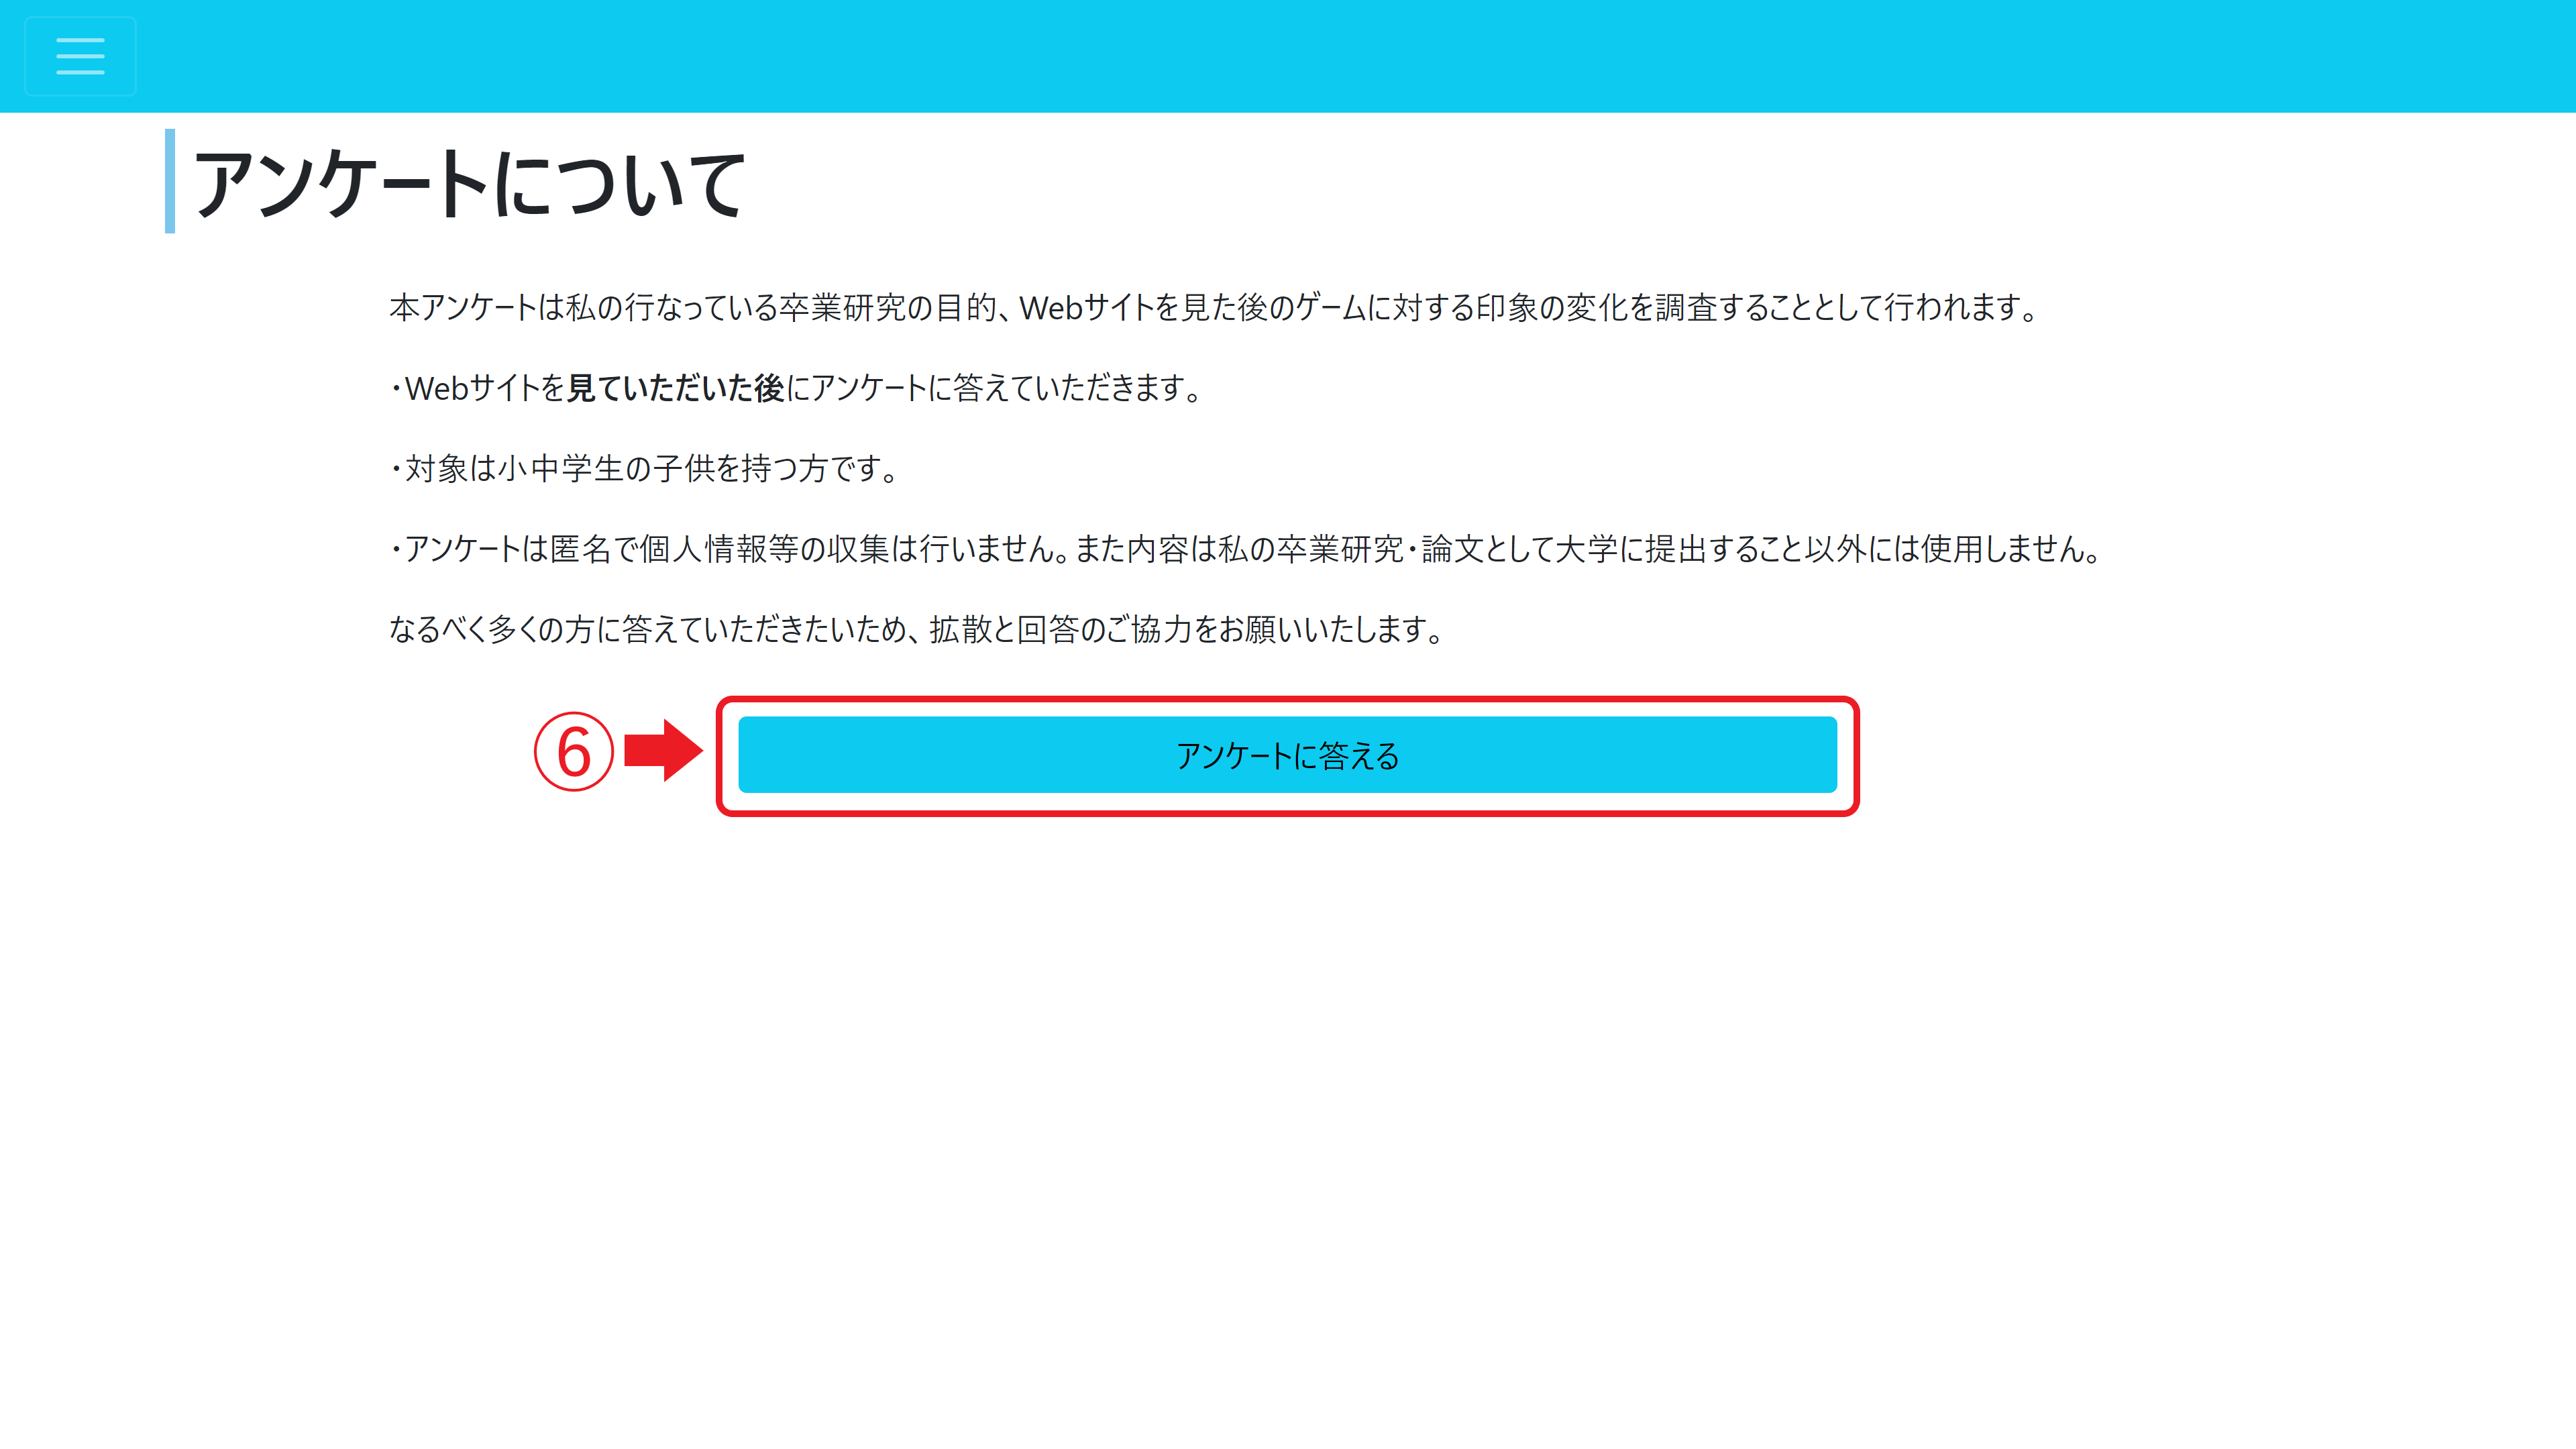 アンケートについて
本アンケートは私の行なっている卒業研究の目的、Webサイトを見た後のゲームに対する印象の変化を調査することとして行われます。
・Webサイトを見ていただいた後にアンケートに答えていただきます。
・対象は小中学生の子供を持つ方です。
・アンケートは匿名で個人情報等の収集は行いません。また内容は私の卒業研究・論文として大学に提出すること以外には使用しません。
なるべく多くの方に答えていただきたいため、拡散と回答のご協力をお願いいたします。
⑥ アンケートに答える